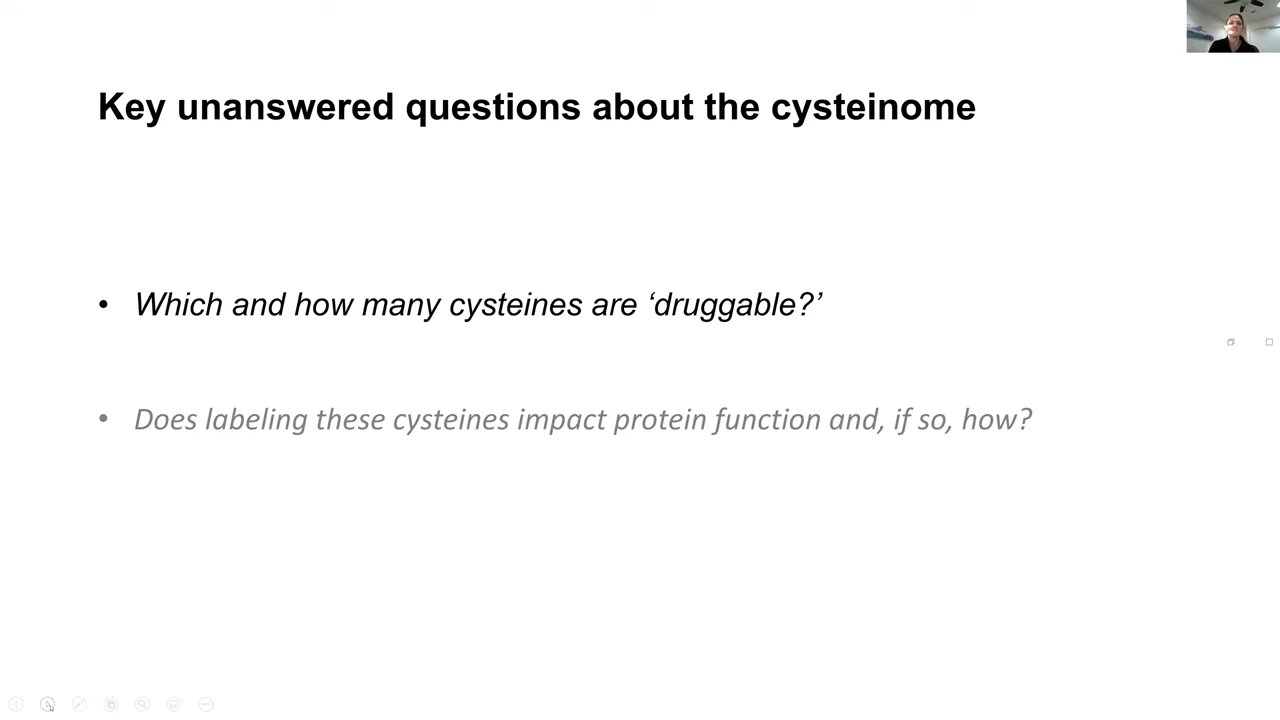 Key unanswered questions about the cysteinome
• Which and how many cysteines are ‘druggable?’
• Does labeling these cysteines impact protein function and, if so, how?